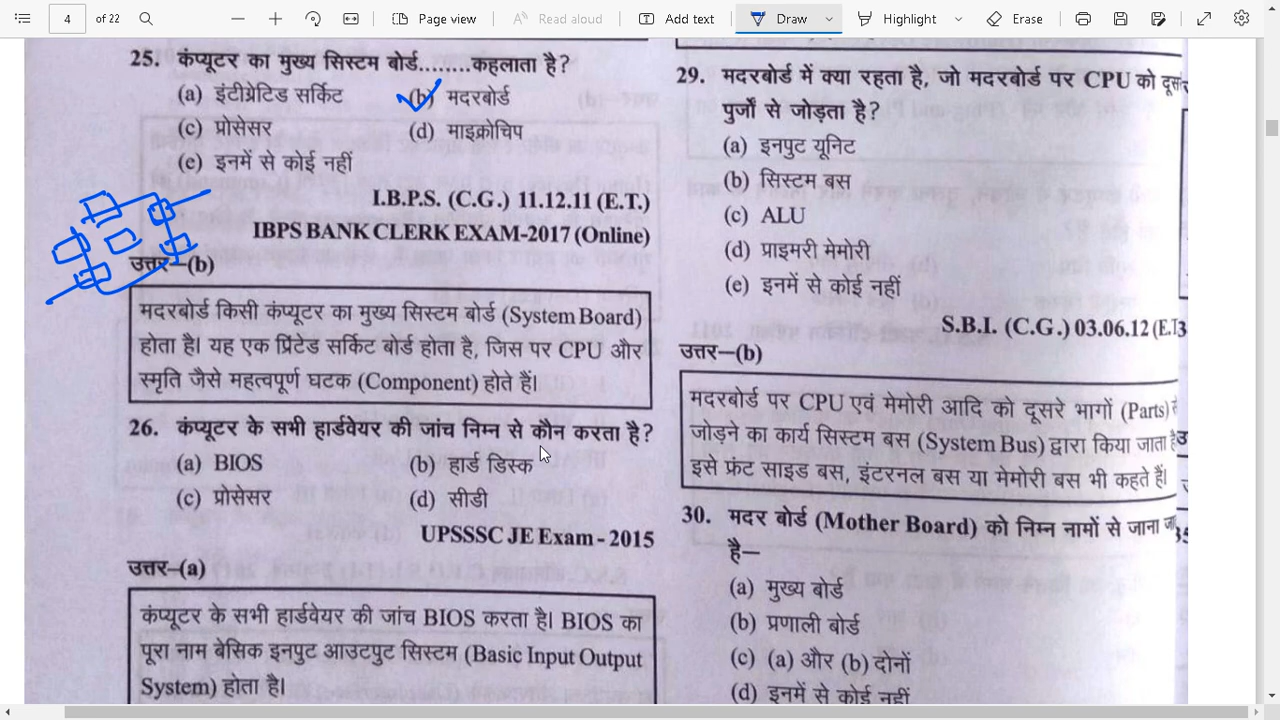 4 of 22
Page view
Read aloud
Add text
Draw
Highlight
Erase
25. कंप्यूटर का मुख्य सिस्टम बोर्ड........कहलाता है?
(a) इंटीग्रेटिड सर्किट (b) मदरबोर्ड
(c) प्रोसेसर (d) माइक्रोचिप
(e) इनमें से कोई नहीं
I.B.P.S. (C.G.) 11.12.11 (E.T.)
IBPS BANK CLERK EXAM-2017 (Online)
उत्तर–(b)
मदरबोर्ड किसी कंप्यूटर का मुख्य सिस्टम बोर्ड (System Board)
होता है। यह एक प्रिंटेड सर्किट बोर्ड होता है, जिस पर CPU और
स्मृति जैसे महत्वपूर्ण घटक (Component) होते हैं।
26. कंप्यूटर के सभी हार्डवेयर की जांच निम्न से कौन करता है?
(a) BIOS (b) हार्ड डिस्क
(c) प्रोसेसर (d) सीडी
UPSSSC JE Exam - 2015
उत्तर–(a)
कंप्यूटर के सभी हार्डवेयर की जांच BIOS करता है। BIOS का
पूरा नाम बेसिक इनपुट आउटपुट सिस्टम (Basic Input Output
System) होता है।
29. मदरबोर्ड में क्या रहता है, जो मदरबोर्ड पर CPU को
पुर्जों से जोड़ता है?
(a) इनपुट यूनिट
(b) सिस्टम बस
(c) ALU
(d) प्राइमरी मेमोरी
(e) इनमें से कोई नहीं
S.B.I. (C.G.) 03.06.12 (E.T
उत्तर–(b)
मदरबोर्ड पर CPU एवं मेमोरी आदि को दूसरे भागों (Parts)
जोड़ने का कार्य सिस्टम बस (System Bus) द्वारा किया जाता
इसे फ्रंट साइड बस, इंटरनल बस या मेमोरी बस भी कहते हैं।
30. मदर बोर्ड (Mother Board) को निम्न नामों से जाना
है–
(a) मुख्य बोर्ड
(b) प्रणाली बोर्ड
(c) (a) और (b) दोनों
(d) इनमें से कोई नहीं